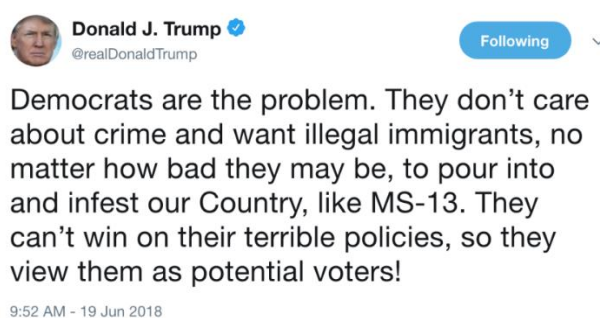 Donald J. Trump
@realDonaldTrump
Following
Democrats are the problem. They don’t care
about crime and want illegal immigrants, no
matter how bad they may be, to pour into
and infest our Country, like MS-13. They
can’t win on their terrible policies, so they
view them as potential voters!
9:52 AM - 19 Jun 2018